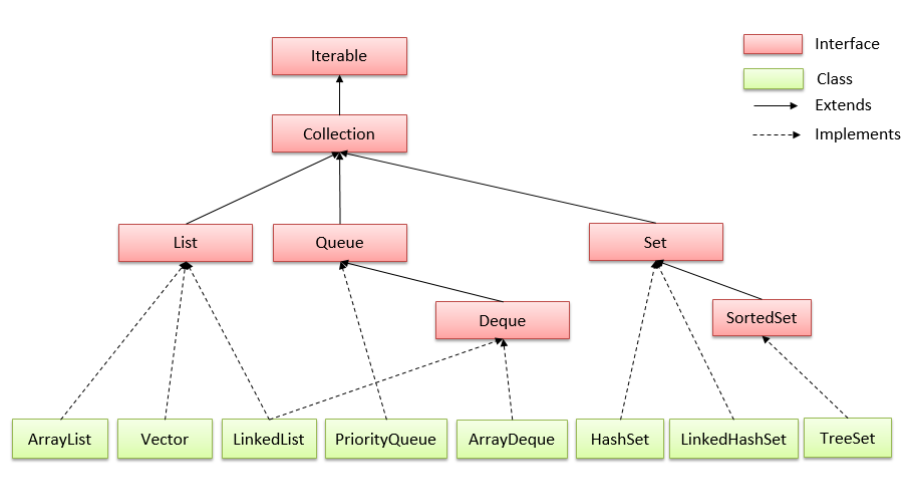 Iterable
Interface
Class
Extends
Implements
Collection
List
Queue
Set
Deque
SortedSet
ArrayList
Vector
LinkedList
PriorityQueue
ArrayDeque
HashSet
LinkedHashSet
TreeSet